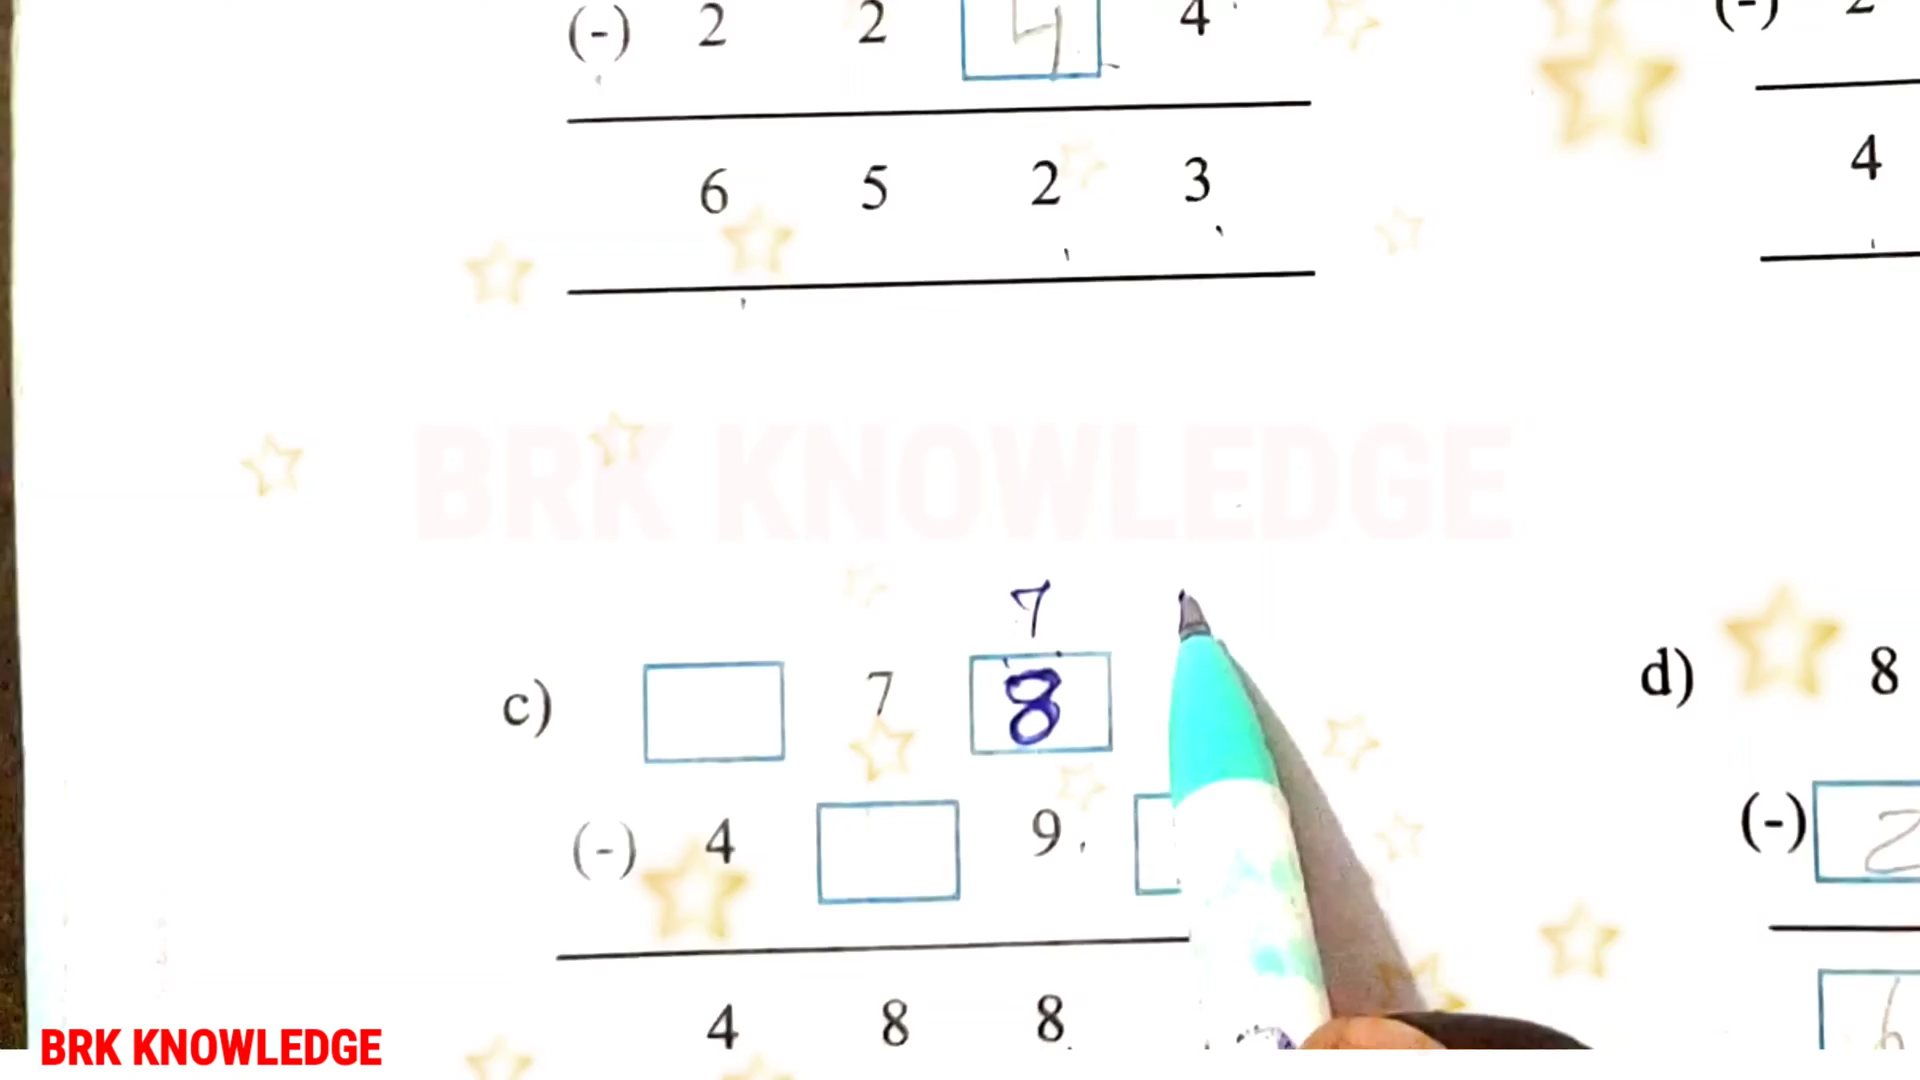 (-) 2 2 4 4
6 5 2 3
4
BRK KNOWLEDGE
7
c) 7 8
d) 8
(-) 4 9
(-) 2
4 8 8
6
BRK KNOWLEDGE